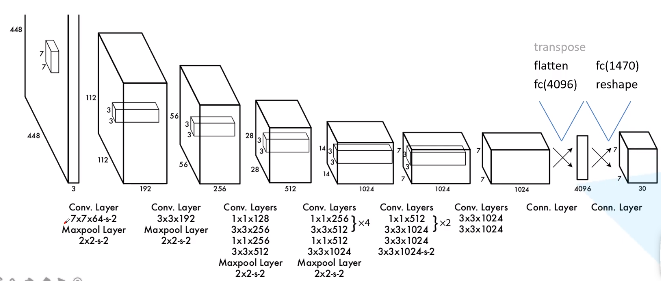 448
7
7
448
3
112
3
3
112
192
56
3
3
56
256
28
3
3
28
512
14
3
3
14
1024
7
3
3
7
1024
7
7
1024
transpose
flatten
fc(4096)
fc(1470)
reshape
4096
7
7
30
Conv. Layer
7x7x64-s-2
Maxpool Layer
2x2-s-2
Conv. Layer
3x3x192
Maxpool Layer
2x2-s-2
Conv. Layers
1x1x128
3x3x256
1x1x256
3x3x512
Maxpool Layer
2x2-s-2
Conv. Layers
1x1x256
3x3x512 }×4
1x1x512
3x3x1024
Maxpool Layer
2x2-s-2
Conv. Layers
1x1x512
3x3x1024 }×2
3x3x1024
3x3x1024-s-2
Conv. Layers
3x3x1024
3x3x1024
Conn. Layer
Conn. Layer